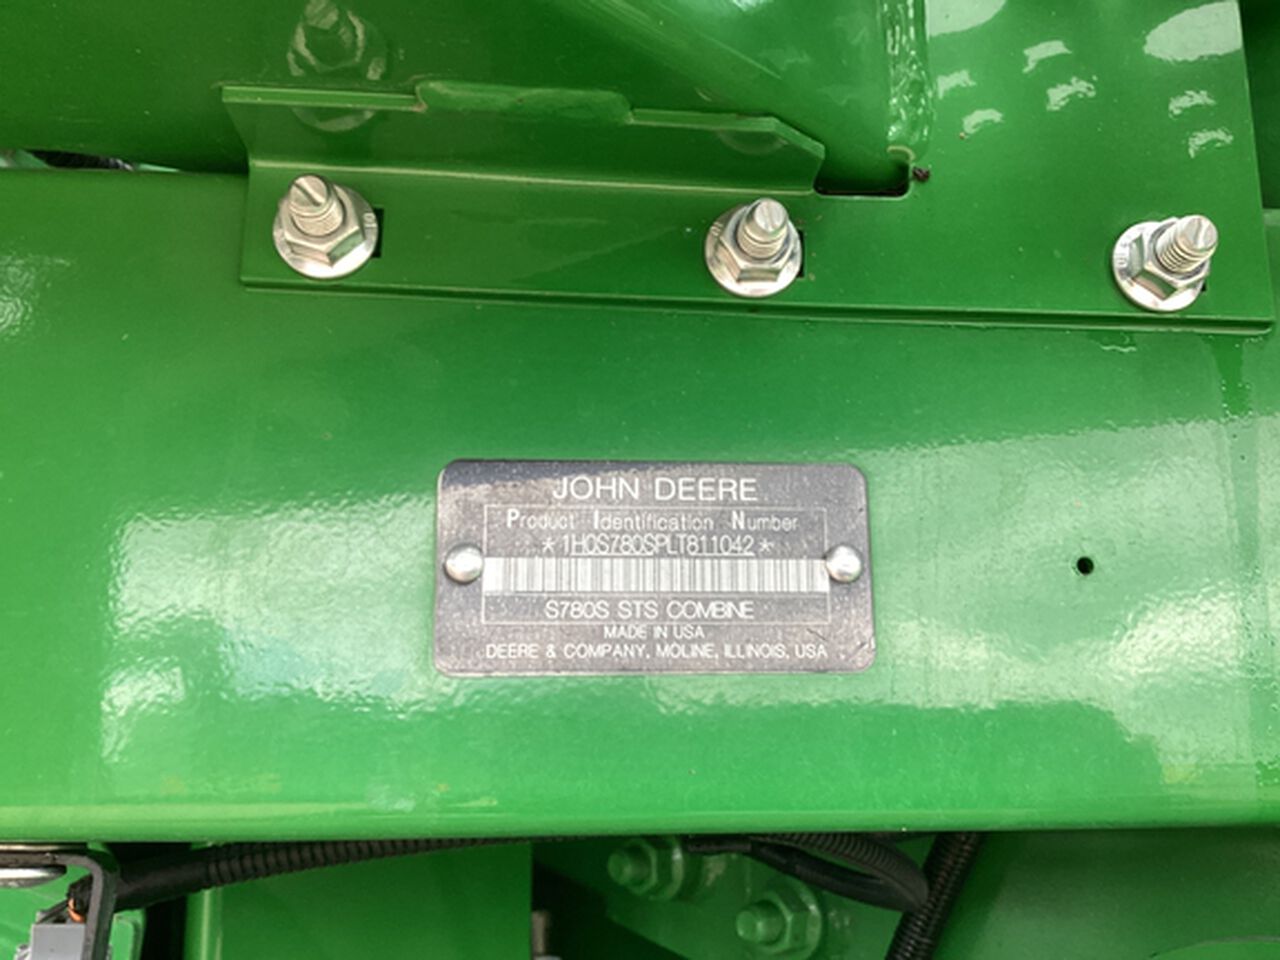 JOHN DEERE
Product Identification Number
*1H0S780SPLT811042*
S780S STS COMBINE
MADE IN USA
DEERE & COMPANY, MOLINE, ILLINOIS, USA